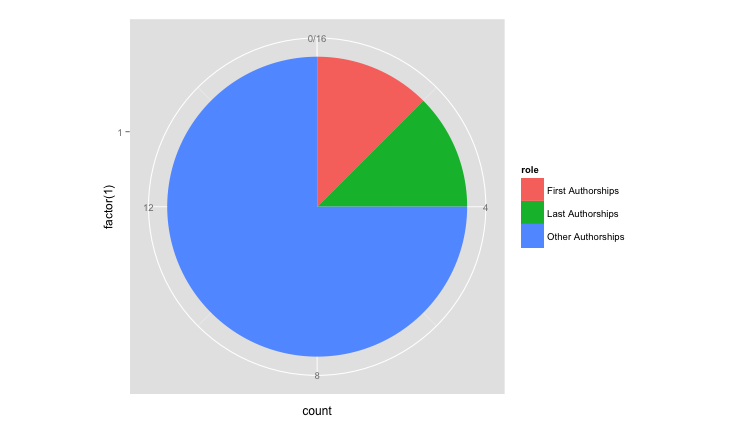 0/16
1
12
4
8
factor(1)
count
role
First Authorships
Last Authorships
Other Authorships